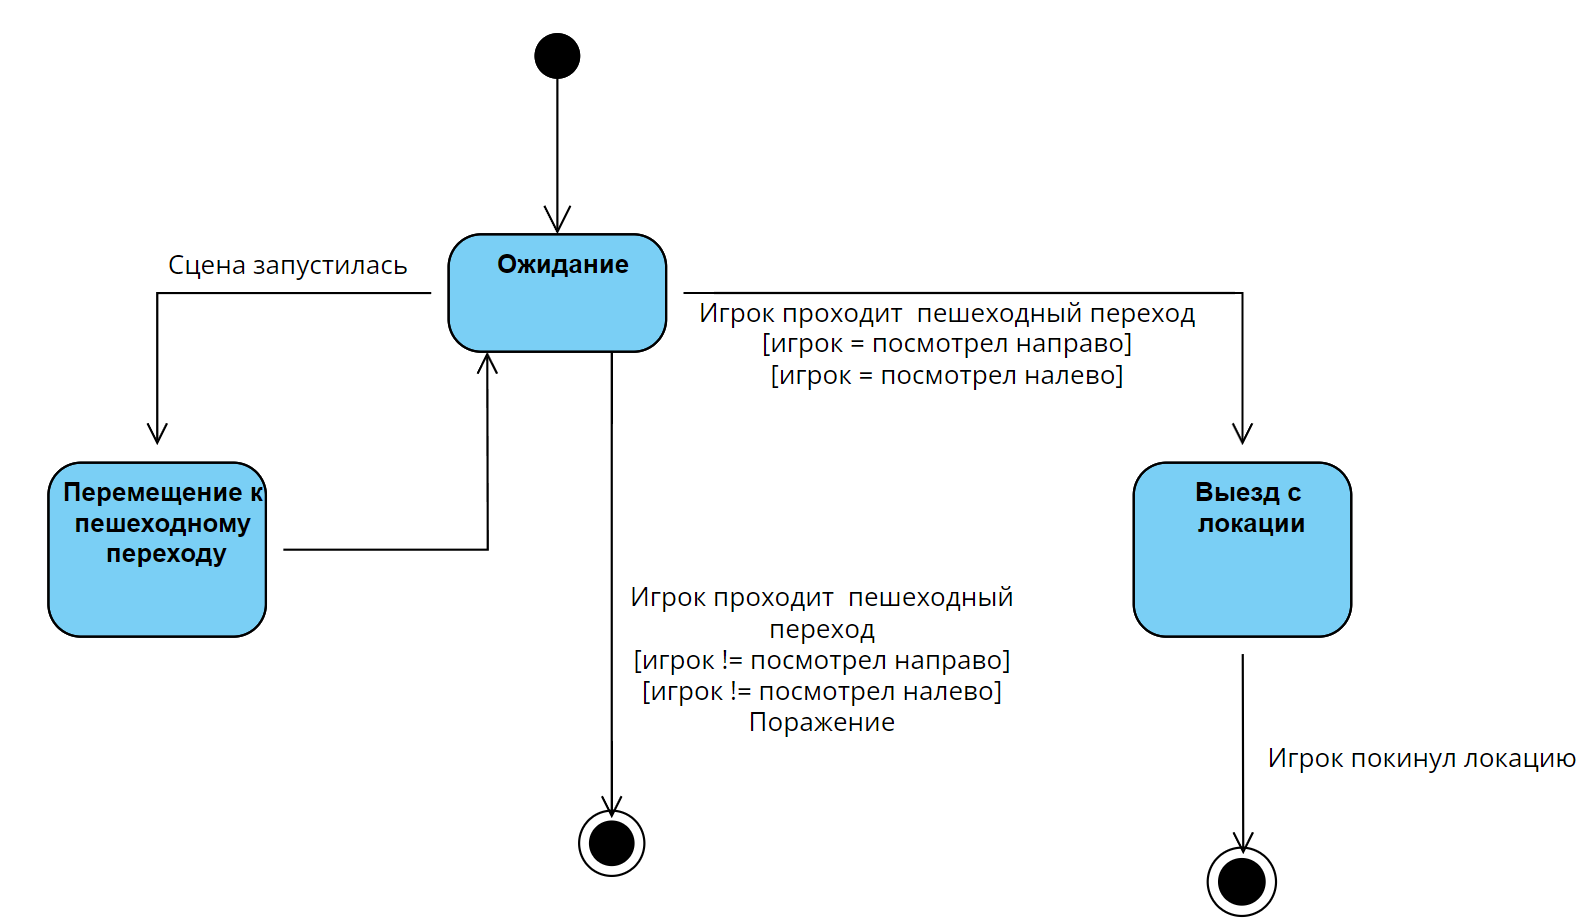 Ожидание
Сцена запустилась
Игрок проходит  пешеходный переход
[игрок = посмотрел направо]
[игрок = посмотрел налево]
Перемещение к
пешеходному
переходу
Выезд с
локации
Игрок проходит  пешеходный
переход
[игрок != посмотрел направо]
[игрок != посмотрел налево]
Поражение
Игрок покинул локацию